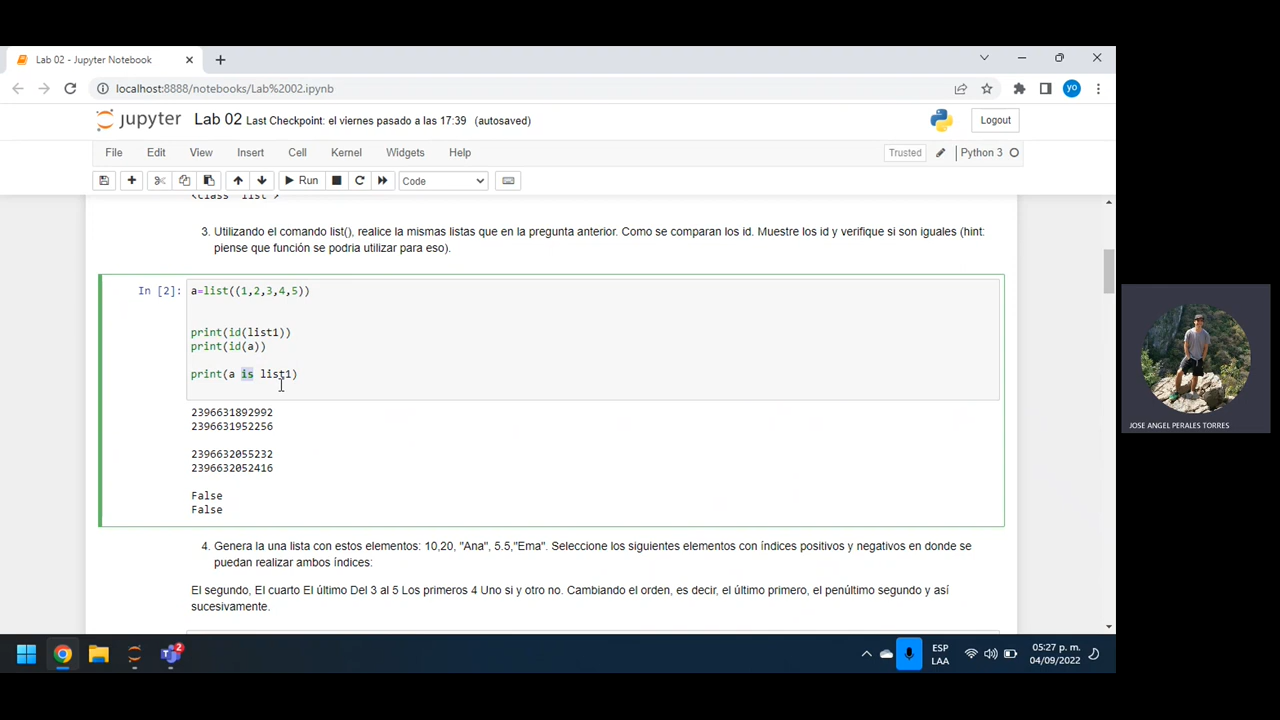 Lab 02 - Jupyter Notebook
localhost:8888/notebooks/Lab%2002.ipynb
yo
jupyter Lab 02 Last Checkpoint: el viernes pasado a las 17:39 (autosaved)
Logout
File Edit View Insert Cell Kernel Widgets Help
Trusted
Python 3
Run
Code
<class 'list'>
3. Utilizando el comando list(), realice la mismas listas que en la pregunta anterior. Como se comparan los id. Muestre los id y verifique si son iguales (hint:
piense que función se podria utilizar para eso).
In [2]:
a=list((1,2,3,4,5))
print(id(list1))
print(id(a))
print(a is list1)
2396631892992
2396631952256
2396632055232
2396632052416
False
False
4. Genera la una lista con estos elementos: 10,20, "Ana", 5.5,"Ema". Seleccione los siguientes elementos con índices positivos y negativos en donde se
puedan realizar ambos índices:
El segundo, El cuarto El último Del 3 al 5 Los primeros 4 Uno si y otro no. Cambiando el orden, es decir, el último primero, el penúltimo segundo y así
sucesivamente.
JOSE ANGEL PERALES TORRES
2
ESP
LAA
05:27 p. m.
04/09/2022